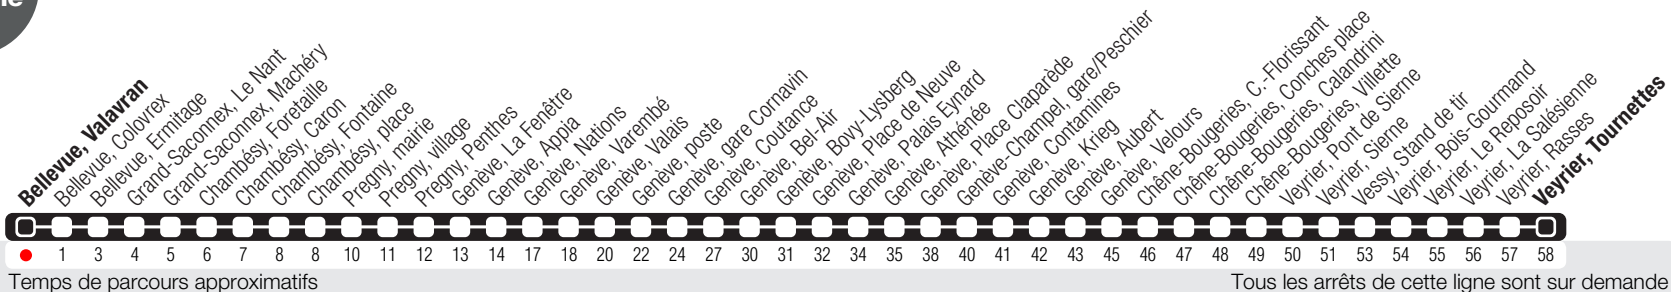 ne
Bellevue, Valavran
Bellevue, Colovrex
Bellevue, Ermitage
Grand-Saconnex, Le Nant
Grand-Saconnex, Machéry
Chambésy, Foretaille
Chambésy, Caron
Chambésy, Fontaine
Chambésy, place
Pregny, mairie
Pregny, village
Pregny, Penthes
Genève, La Fenêtre
Genève, Appia
Genève, Nations
Genève, Varembé
Genève, Valais
Genève, poste
Genève, gare Cornavin
Genève, Coutance
Genève, Bel-Air
Genève, Bovy-Lysberg
Genève, Place de Neuve
Genève, Palais Eynard
Genève, Athénée
Genève, Place Claparède
Genève-Champel, gare/Peschier
Genève, Contamines
Genève, Krieg
Genève, Aubert
Genève, Velours
Chêne-Bougeries, C.-Florissant
Chêne-Bougeries, Conches place
Chêne-Bougeries, Calandrini
Chêne-Bougeries, Villette
Veyrier, Pont de Sierne
Veyrier, Sierne
Vessy, Stand de tir
Veyrier, Bois-Gourmand
Veyrier, Le Reposoir
Veyrier, La Salésienne
Veyrier, Rasses
Veyrier, Tournettes
1 3 4 5 6 7 8 8 10 11 12 13 14 17 18 20 22 24 27 30 31 32 34 35 38 40 41 42 43 45 46 47 48 49 50 51 53 54 55 56 57 58
Temps de parcours approximatifs
Tous les arrêts de cette ligne sont sur demande